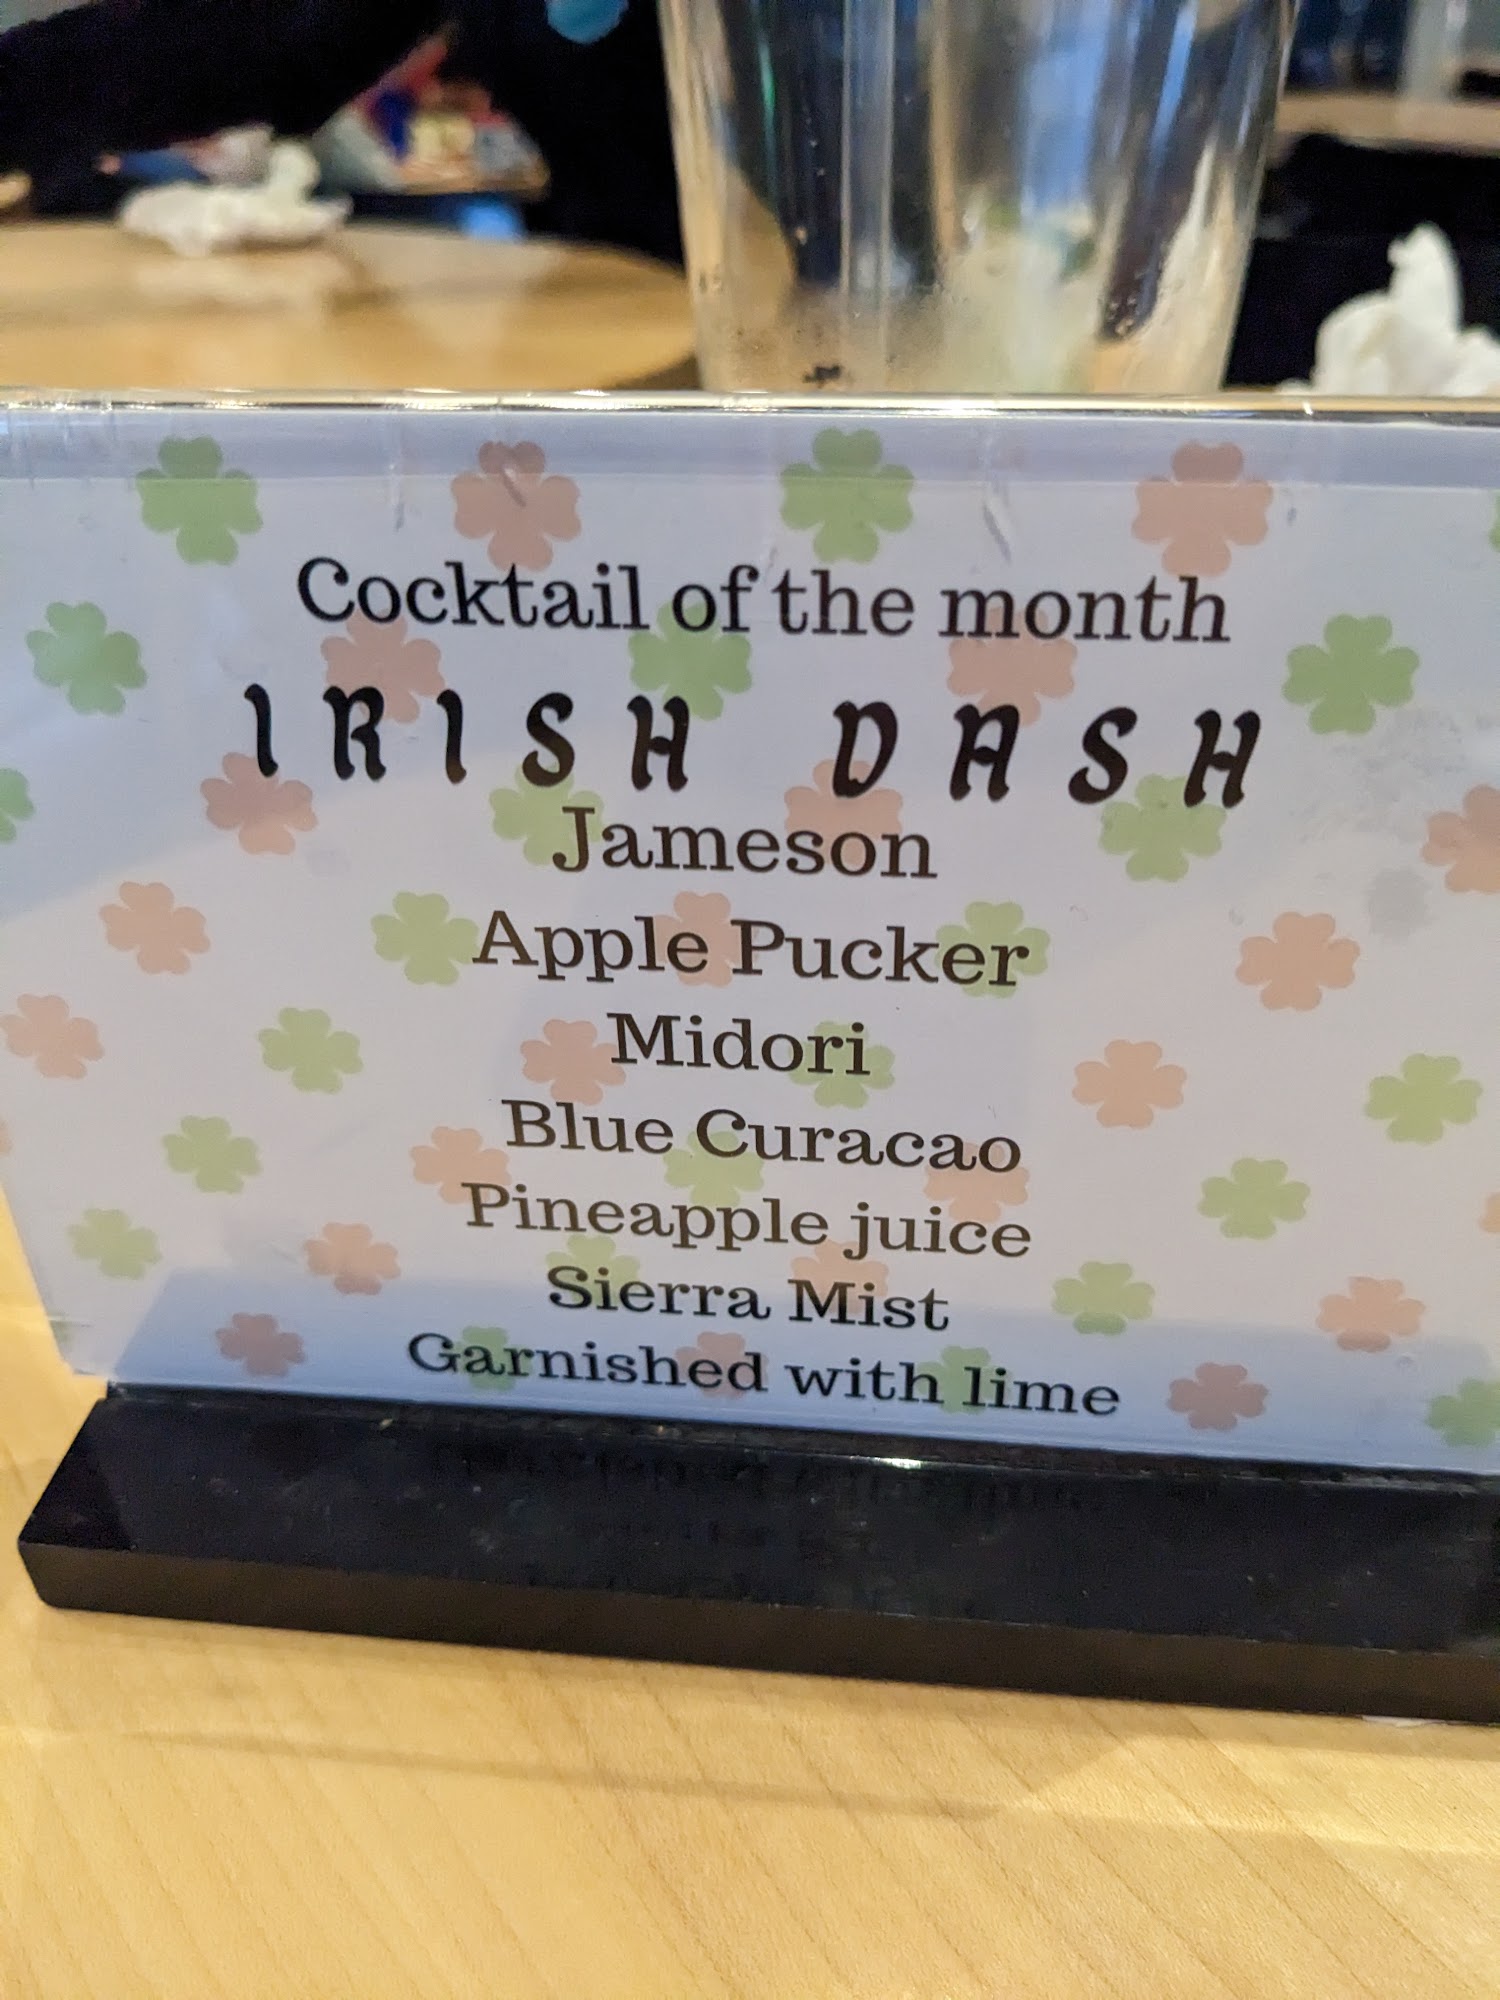 Cocktail of the month
IRISH DASH
Jameson
Apple Pucker
Midori
Blue Curacao
Pineapple juice
Sierra Mist
Garnished with lime